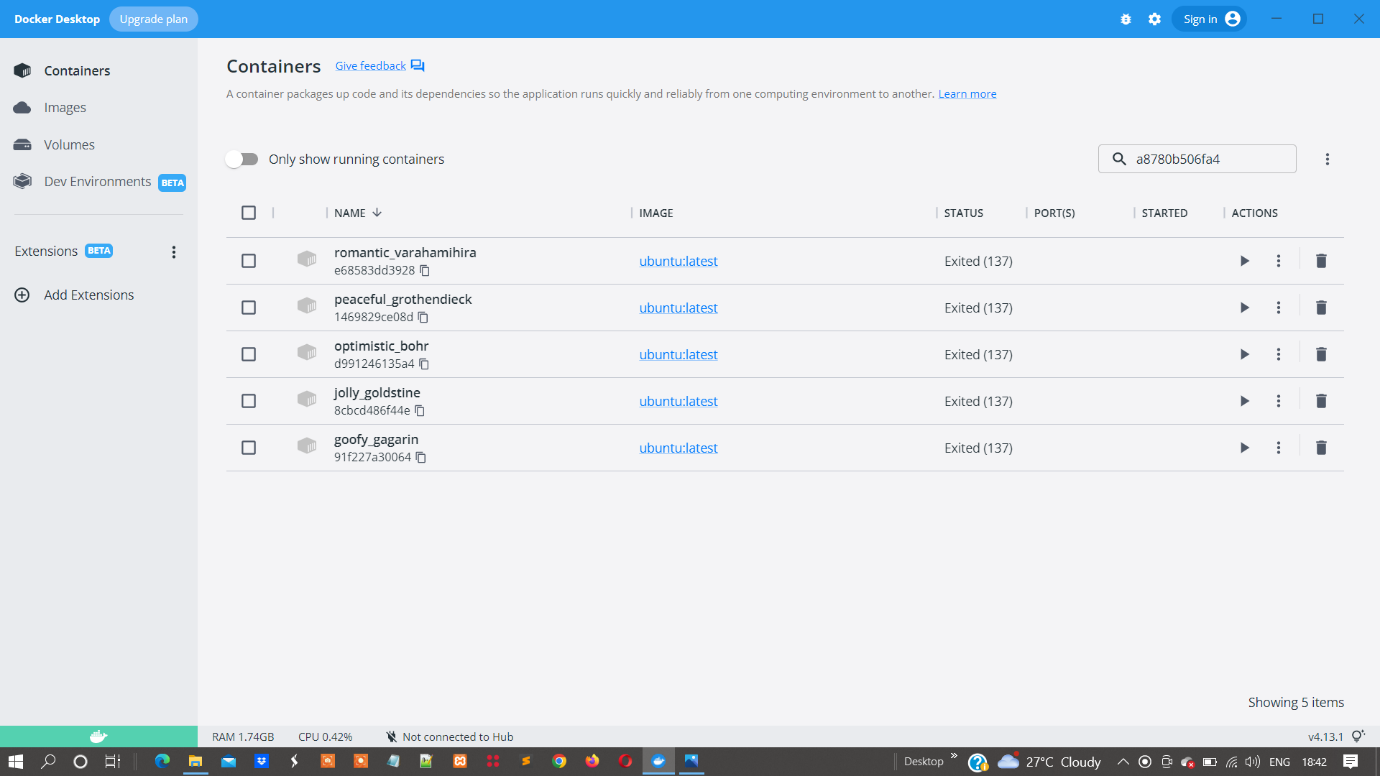 Docker Desktop Upgrade plan Sign in
Containers
Images
Volumes
Dev Environments BETA
Extensions BETA
Add Extensions
Containers Give feedback
A container packages up code and its dependencies so the application runs quickly and reliably from one computing environment to another. Learn more
Only show running containers a8780b506fa4
NAME IMAGE STATUS PORT(S) STARTED ACTIONS
romantic_varahamihira
e68583dd3928 ubuntu:latest Exited (137)
peaceful_grothendieck
1469829ce08d ubuntu:latest Exited (137)
optimistic_bohr
d991246135a4 ubuntu:latest Exited (137)
jolly_goldstine
8cbcd486f44e ubuntu:latest Exited (137)
goofy_gagarin
91f227a30064 ubuntu:latest Exited (137)
Showing 5 items
RAM 1.74GB CPU 0.42% Not connected to Hub v4.13.1
Desktop 27°C Cloudy ENG 18:42